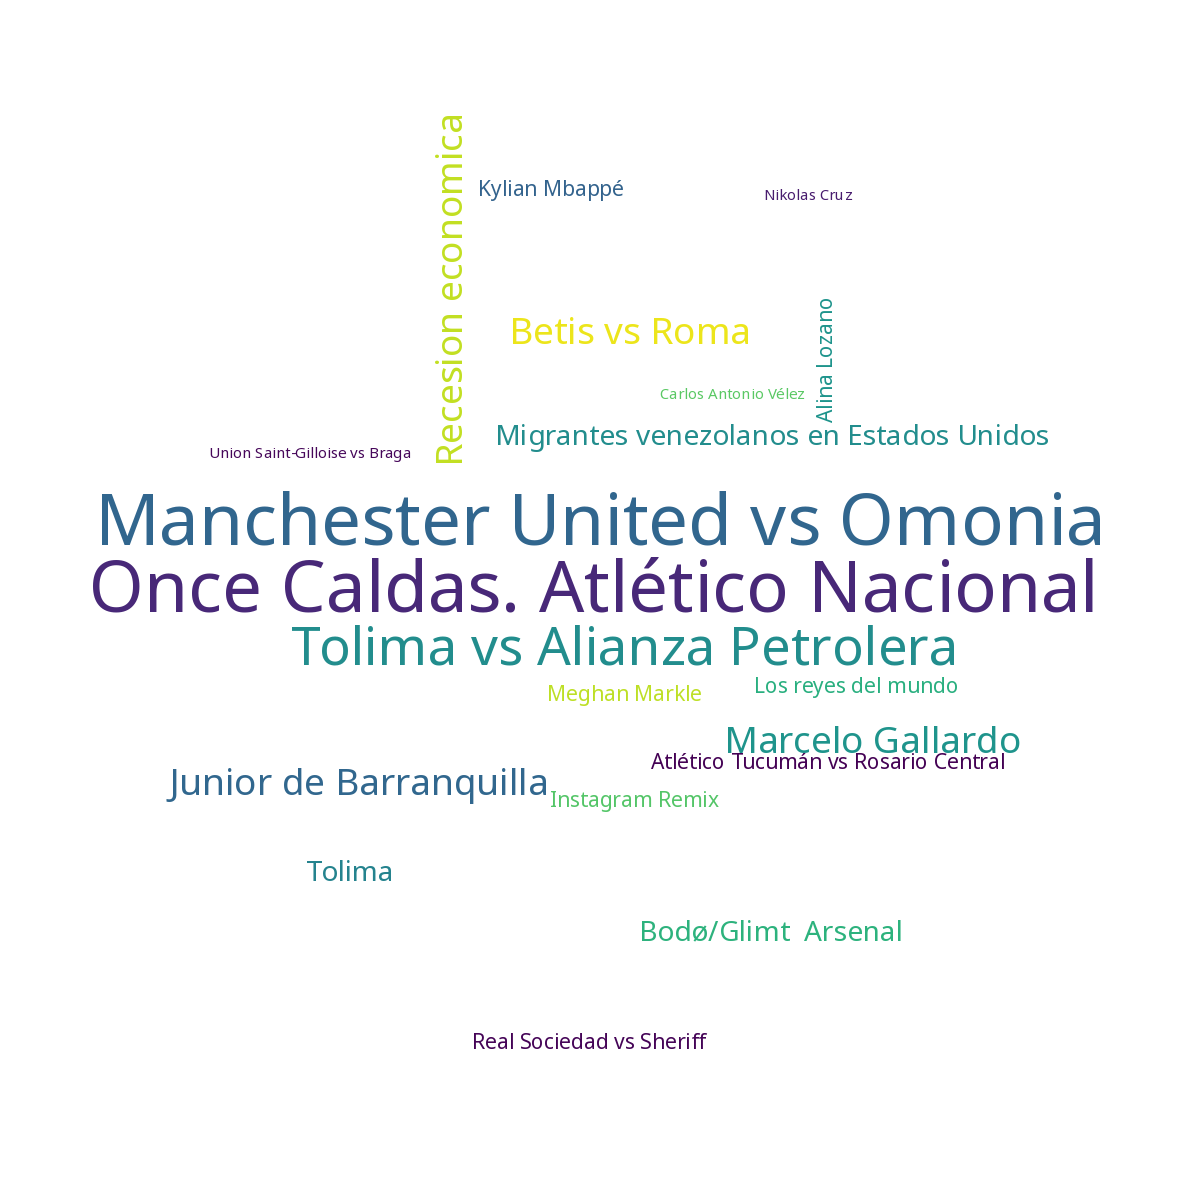 Recesion economica
Kylian Mbappé
Nikolas Cruz
Betis vs Roma
Alina Lozano
Carlos Antonio Vélez
Migrantes venezolanos en Estados Unidos
Union Saint-Gilloise vs Braga
Manchester United vs Omonia
Once Caldas. Atlético Nacional
Tolima vs Alianza Petrolera
Meghan Markle
Los reyes del mundo
Marcelo Gallardo
Atlético Tucumán vs Rosario Central
Junior de Barranquilla
Instagram Remix
Tolima
Bodø/Glimt  Arsenal
Real Sociedad vs Sheriff